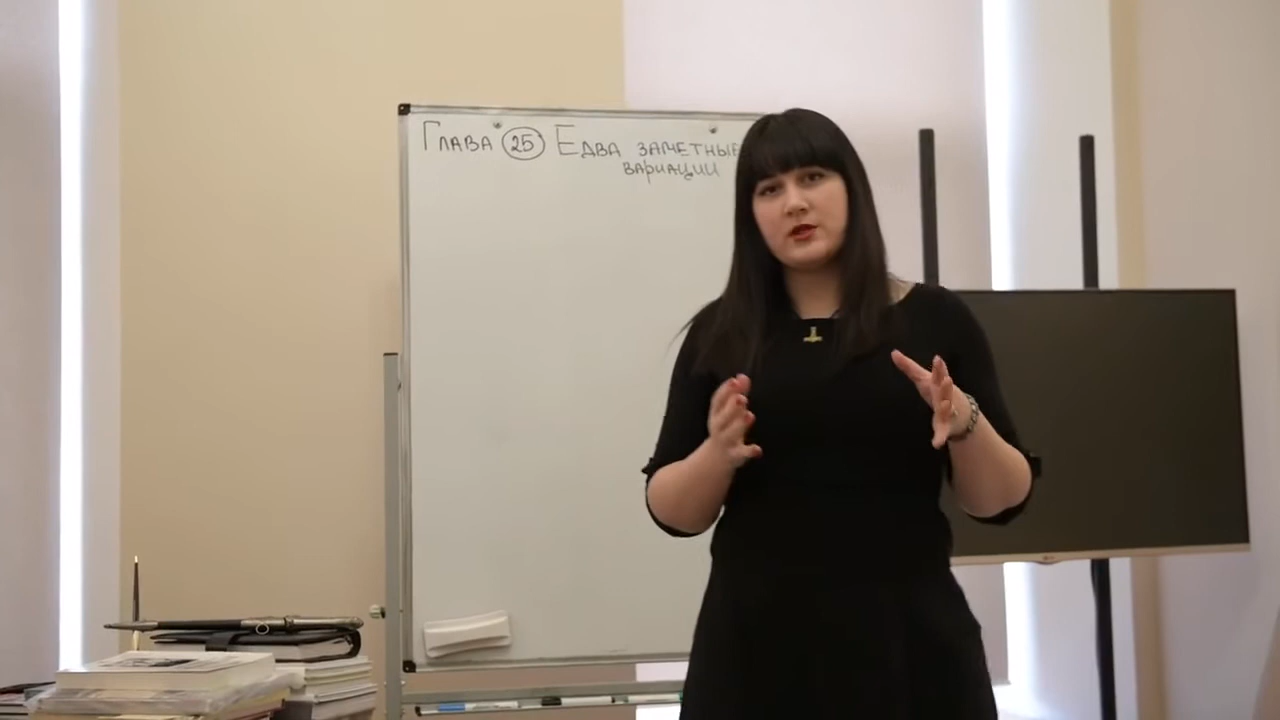 Глава 25 Едва заметные
вариации